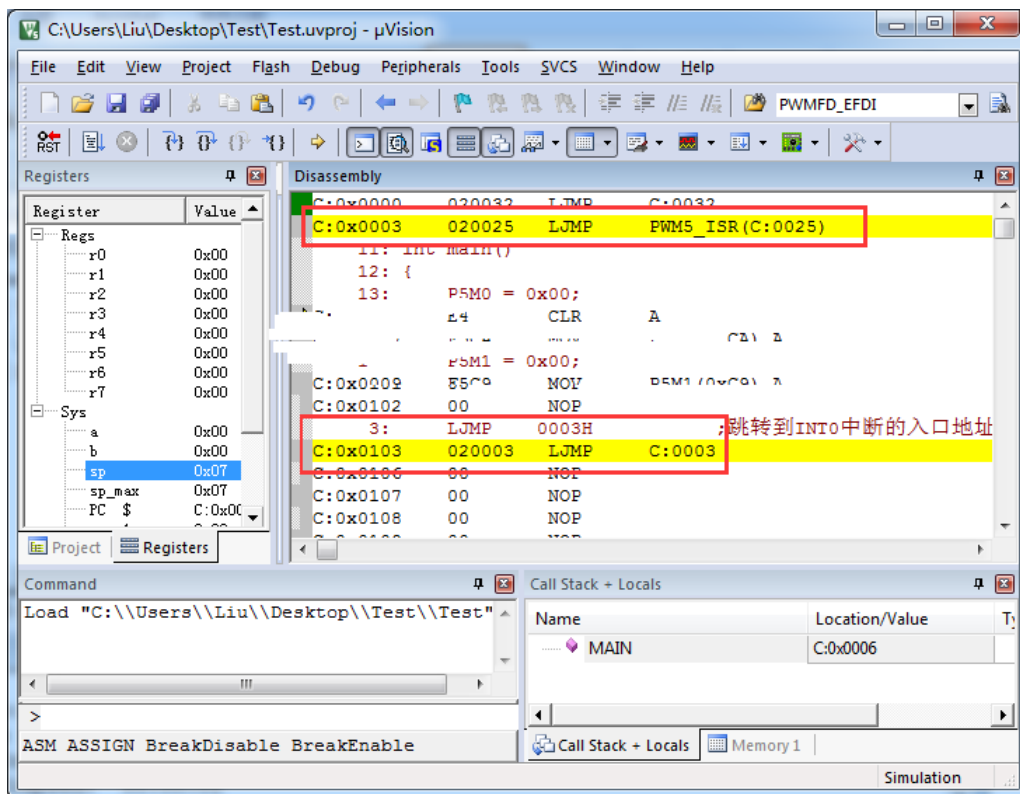 C:\Users\Liu\Desktop\Test\Test.uvproj - µVision
File Edit View Project Flash Debug Peripherals Tools SVCS Window Help
PWMFD_EFDI
RST
Registers
Register Value
Regs
r0 0x00
r1 0x00
r2 0x00
r3 0x00
r4 0x00
r5 0x00
r6 0x00
r7 0x00
Sys
a 0x00
b 0x00
sp 0x07
sp_max 0x07
PC $ C:0x00
Project Registers
Disassembly
C:0x0000 020032 LJMP C:0032
C:0x0003 020025 LJMP PWM5_ISR(C:0025)
11: int main()
12: {
13: P5M0 = 0x00;
E4 CLR A
P5M1 = 0x00;
C:0x0209 F5C9 MOV P5M1(0xC9) A
C:0x0102 00 NOP
3: LJMP 0003H ;跳转到INT0中断的入口地址
C:0x0103 020003 LJMP C:0003
C:0x0106 00 NOP
C:0x0107 00 NOP
C:0x0108 00 NOP
Command
Load "C:\\Users\\Liu\\Desktop\\Test\\Test"
>
ASM ASSIGN BreakDisable BreakEnable
Call Stack + Locals
Name Location/Value
MAIN C:0x0006
Call Stack + Locals Memory 1
Simulation